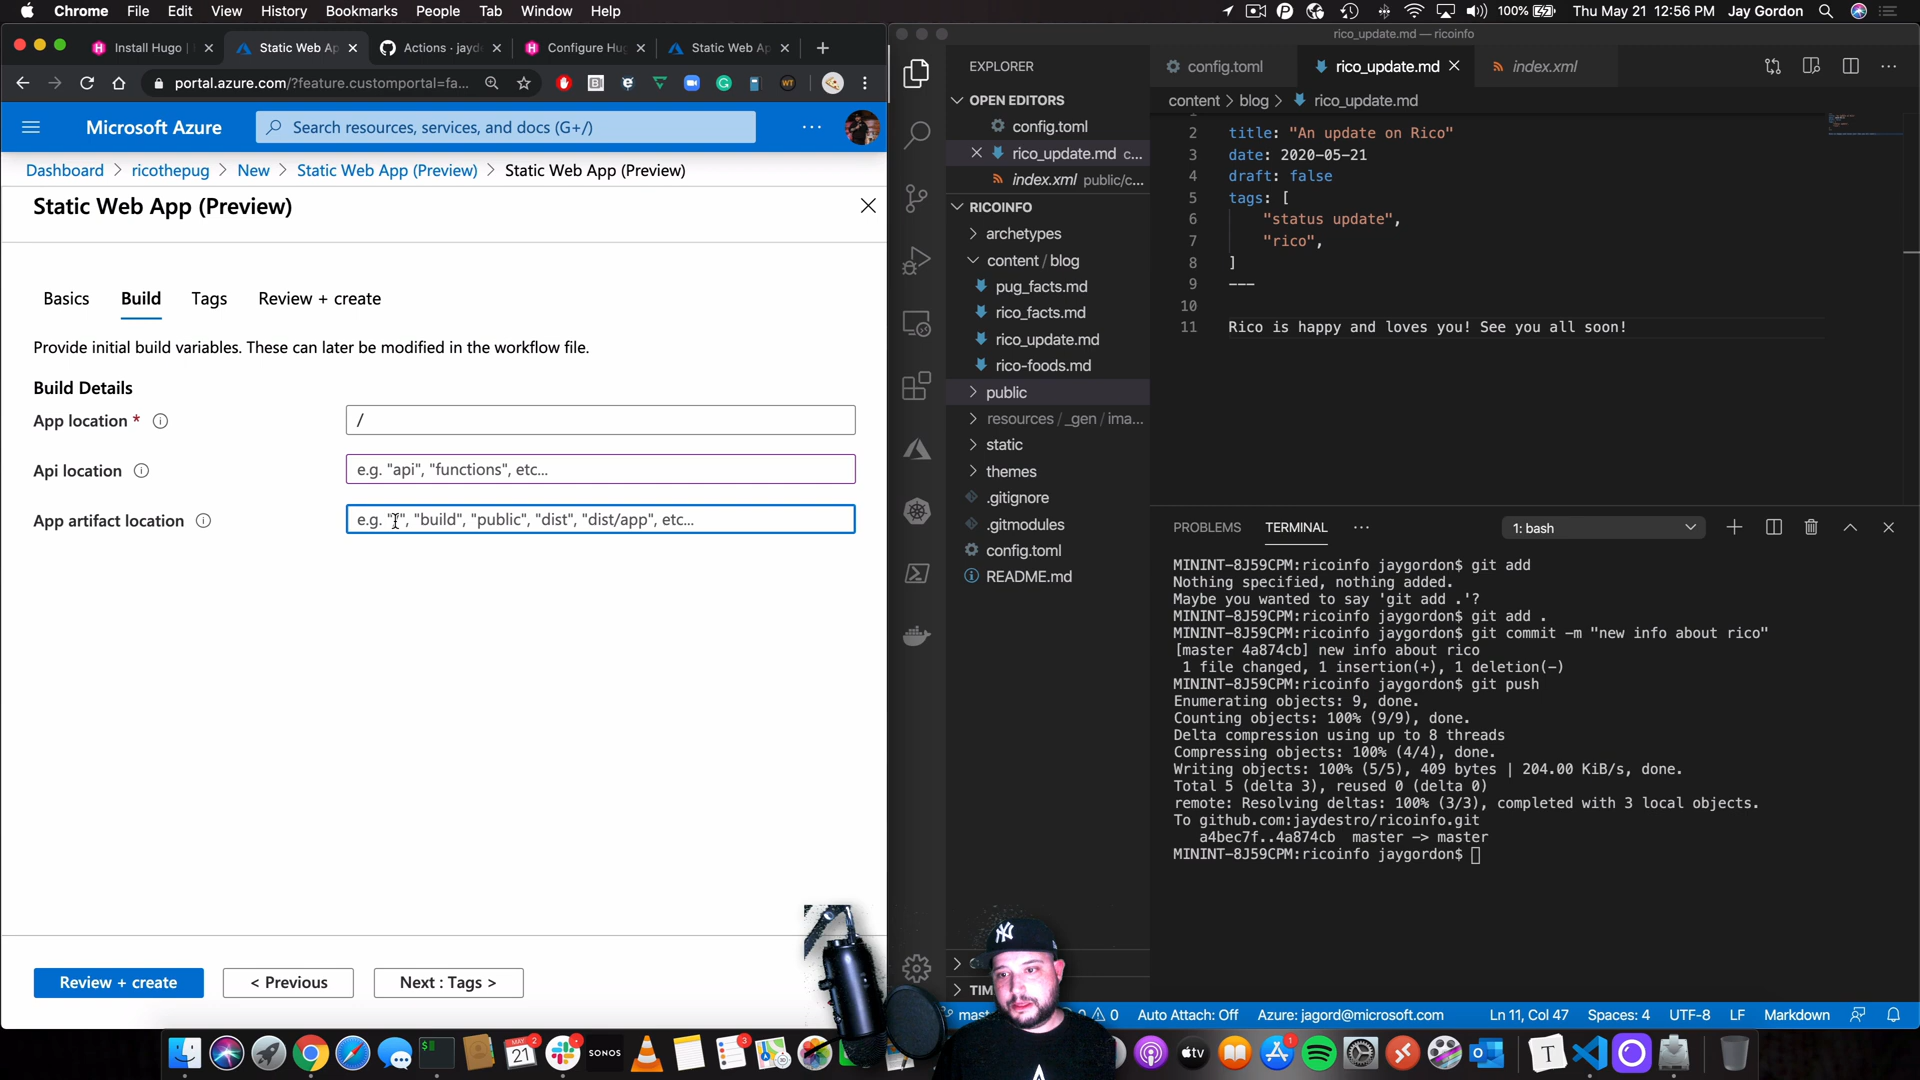 Chrome File Edit View History Bookmarks People Tab Window Help
100% Thu May 21 12:56 PM Jay Gordon
Install Hugo |
Static Web Ap
Actions · jayde
Configure Hu
Static Web Ap
portal.azure.com/?feature.customportal=fa...
Microsoft Azure
Search resources, services, and docs (G+/)
Dashboard > ricothepug > New > Static Web App (Preview) > Static Web App (Preview)
Static Web App (Preview)
Basics Build Tags Review + create
Provide initial build variables. These can later be modified in the workflow file.
Build Details
App location * /
Api location e.g. "api", "functions", etc...
App artifact location e.g. "/", "build", "public", "dist", "dist/app", etc...
Review + create < Previous Next : Tags >
rico_update.md — ricoinfo
EXPLORER
OPEN EDITORS
config.toml
rico_update.md c...
index.xml public/c...
RICOINFO
archetypes
content / blog
pug_facts.md
rico_facts.md
rico_update.md
rico-foods.md
public
resources / _gen / ima...
static
themes
.gitignore
.gitmodules
config.toml
README.md
TIM
config.toml rico_update.md index.xml
content > blog > rico_update.md
2 title: "An update on Rico"
3 date: 2020-05-21
4 draft: false
5 tags: [
6 "status update",
7 "rico",
8 ]
9 ---
10
11 Rico is happy and loves you! See you all soon!
PROBLEMS TERMINAL ... 1: bash
MININT-8J59CPM:ricoinfo jaygordon$ git add
Nothing specified, nothing added.
Maybe you wanted to say 'git add .'?
MININT-8J59CPM:ricoinfo jaygordon$ git add .
MININT-8J59CPM:ricoinfo jaygordon$ git commit -m "new info about rico"
[master 4a874cb] new info about rico
1 file changed, 1 insertion(+), 1 deletion(-)
MININT-8J59CPM:ricoinfo jaygordon$ git push
Enumerating objects: 9, done.
Counting objects: 100% (9/9), done.
Delta compression using up to 8 threads
Compressing objects: 100% (4/4), done.
Writing objects: 100% (5/5), 409 bytes | 204.00 KiB/s, done.
Total 5 (delta 3), reused 0 (delta 0)
remote: Resolving deltas: 100% (3/3), completed with 3 local objects.
To github.com:jaydestro/ricoinfo.git
a4bec7f..4a874cb master -> master
MININT-8J59CPM:ricoinfo jaygordon$
mas 0 0 Auto Attach: Off Azure: jagord@microsoft.com Ln 11, Col 47 Spaces: 4 UTF-8 LF Markdown
MAY 21 2 SONOS 3 tv 1 T